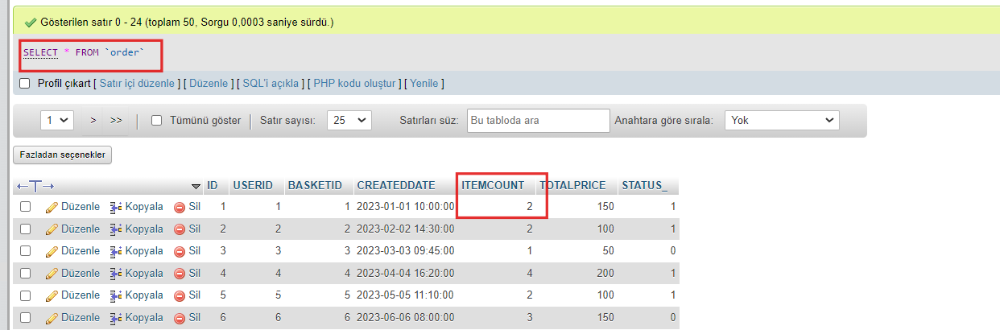 Gösterilen satır 0 - 24 (toplam 50, Sorgu 0,0003 saniye sürdü.)
SELECT * FROM `order`
Profil çıkart [ Satır içi düzenle ] [ Düzenle ] [ SQL'i açıkla ] [ PHP kodu oluştur ] [ Yenile ]
1 > >> | Tümünü göster | Satır sayısı: 25 Satırları süz: Bu tabloda ara Anahtara göre sırala: Yok
Fazladan seçenekler
←T→ ID USERID BASKETID CREATEDDATE ITEMCOUNT TOTALPRICE STATUS_
Düzenle Kopyala Sil 1 1 1 2023-01-01 10:00:00 2 150 1
Düzenle Kopyala Sil 2 2 2 2023-02-02 14:30:00 2 100 1
Düzenle Kopyala Sil 3 3 3 2023-03-03 09:45:00 1 50 0
Düzenle Kopyala Sil 4 4 4 2023-04-04 16:20:00 4 200 1
Düzenle Kopyala Sil 5 5 5 2023-05-05 11:10:00 2 100 1
Düzenle Kopyala Sil 6 6 6 2023-06-06 08:00:00 3 150 0